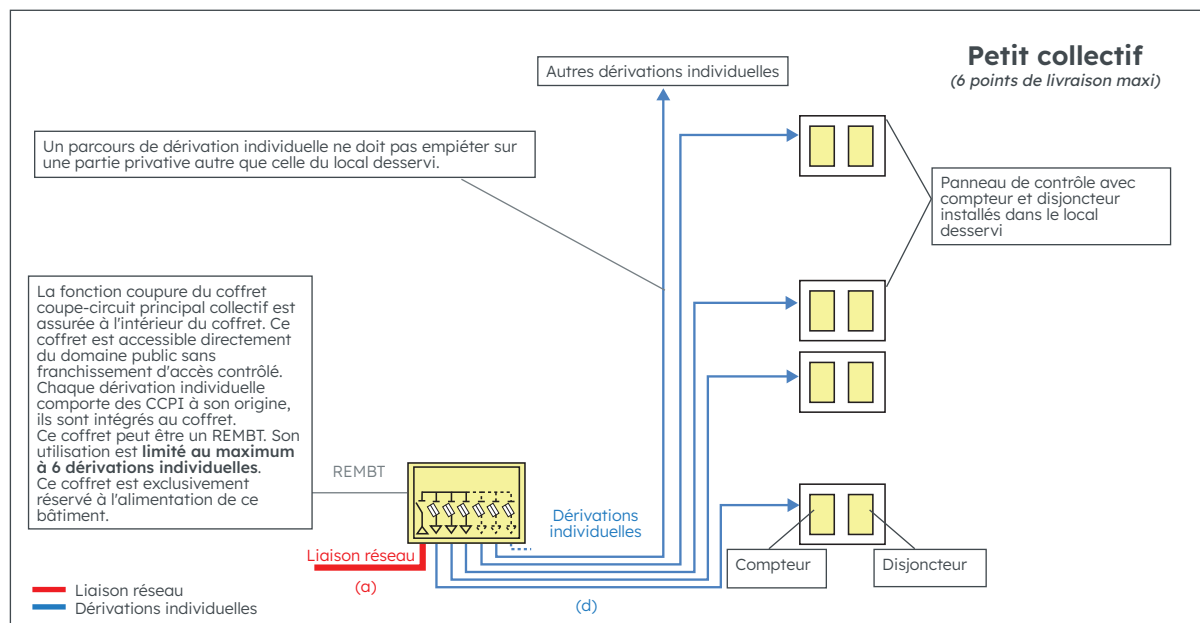 Petit collectif
(6 points de livraison maxi)
Autres dérivations individuelles
Un parcours de dérivation individuelle ne doit pas empiéter sur
une partie privative autre que celle du local desservi.
Panneau de contrôle avec
compteur et disjoncteur
installés dans le local
desservi
La fonction coupure du coffret
coupe-circuit principal collectif est
assurée à l'intérieur du coffret. Ce
coffret est accessible directement
du domaine public sans
franchissement d'accès contrôlé.
Chaque dérivation individuelle
comporte des CCPI à son origine,
ils sont intégrés au coffret.
Ce coffret peut être un REMBT. Son
utilisation est limité au maximum
à 6 dérivations individuelles.
Ce coffret est exclusivement
réservé à l'alimentation de ce
bâtiment.
REMBT
Dérivations
individuelles
Liaison réseau
(a)
(d)
Compteur
Disjoncteur
Liaison réseau
Dérivations individuelles